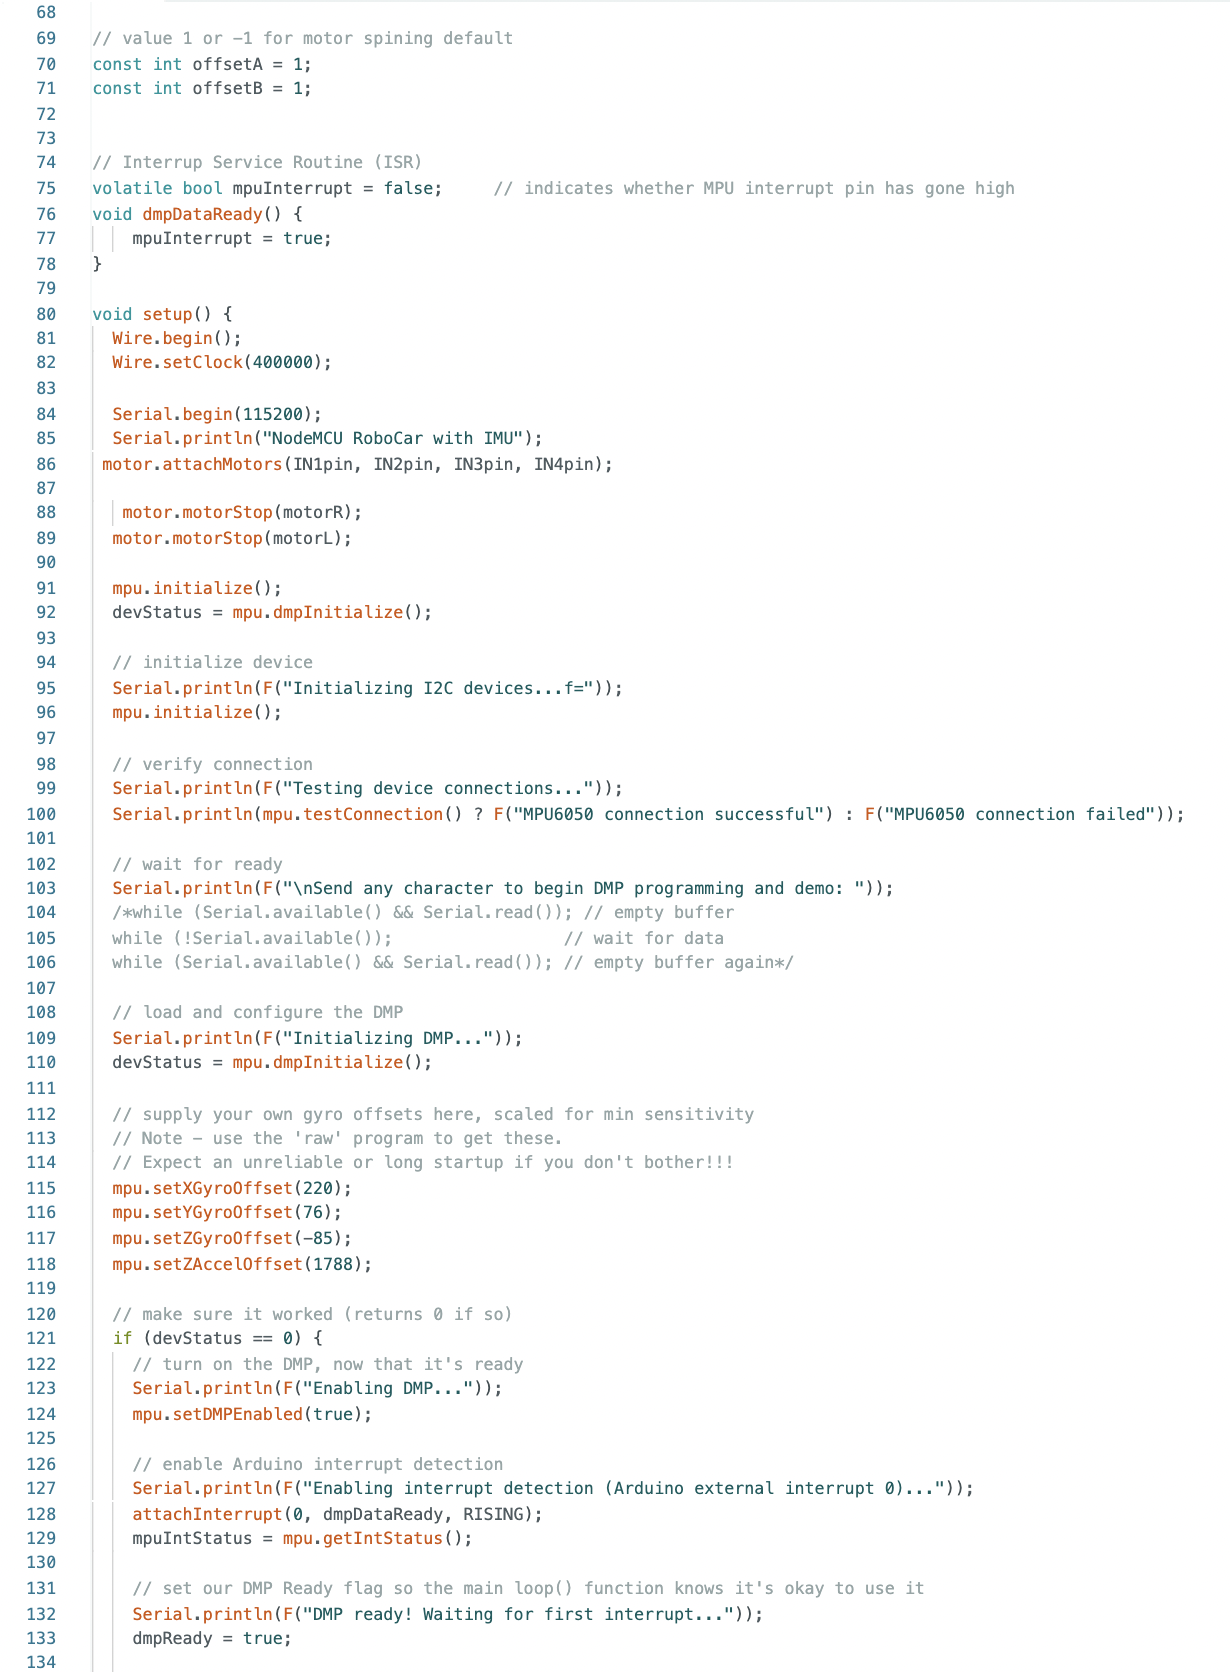 68
69 // value 1 or -1 for motor spining default
70 const int offsetA = 1;
71 const int offsetB = 1;
72
73
74 // Interrup Service Routine (ISR)
75 volatile bool mpuInterrupt = false;     // indicates whether MPU interrupt pin has gone high
76 void dmpDataReady() {
77     mpuInterrupt = true;
78 }
79
80 void setup() {
81   Wire.begin();
82   Wire.setClock(400000);
83
84   Serial.begin(115200);
85   Serial.println("NodeMCU RoboCar with IMU");
86  motor.attachMotors(IN1pin, IN2pin, IN3pin, IN4pin);
87
88    motor.motorStop(motorR);
89   motor.motorStop(motorL);
90
91   mpu.initialize();
92   devStatus = mpu.dmpInitialize();
93
94   // initialize device
95   Serial.println(F("Initializing I2C devices...f="));
96   mpu.initialize();
97
98   // verify connection
99   Serial.println(F("Testing device connections..."));
100   Serial.println(mpu.testConnection() ? F("MPU6050 connection successful") : F("MPU6050 connection failed"));
101
102   // wait for ready
103   Serial.println(F("\nSend any character to begin DMP programming and demo: "));
104   /*while (Serial.available() && Serial.read()); // empty buffer
105   while (!Serial.available());                 // wait for data
106   while (Serial.available() && Serial.read()); // empty buffer again*/
107
108   // load and configure the DMP
109   Serial.println(F("Initializing DMP..."));
110   devStatus = mpu.dmpInitialize();
111
112   // supply your own gyro offsets here, scaled for min sensitivity
113   // Note - use the 'raw' program to get these.
114   // Expect an unreliable or long startup if you don't bother!!!
115   mpu.setXGyroOffset(220);
116   mpu.setYGyroOffset(76);
117   mpu.setZGyroOffset(-85);
118   mpu.setZAccelOffset(1788);
119
120   // make sure it worked (returns 0 if so)
121   if (devStatus == 0) {
122     // turn on the DMP, now that it's ready
123     Serial.println(F("Enabling DMP..."));
124     mpu.setDMPEnabled(true);
125
126     // enable Arduino interrupt detection
127     Serial.println(F("Enabling interrupt detection (Arduino external interrupt 0)..."));
128     attachInterrupt(0, dmpDataReady, RISING);
129     mpuIntStatus = mpu.getIntStatus();
130
131     // set our DMP Ready flag so the main loop() function knows it's okay to use it
132     Serial.println(F("DMP ready! Waiting for first interrupt..."));
133     dmpReady = true;
134